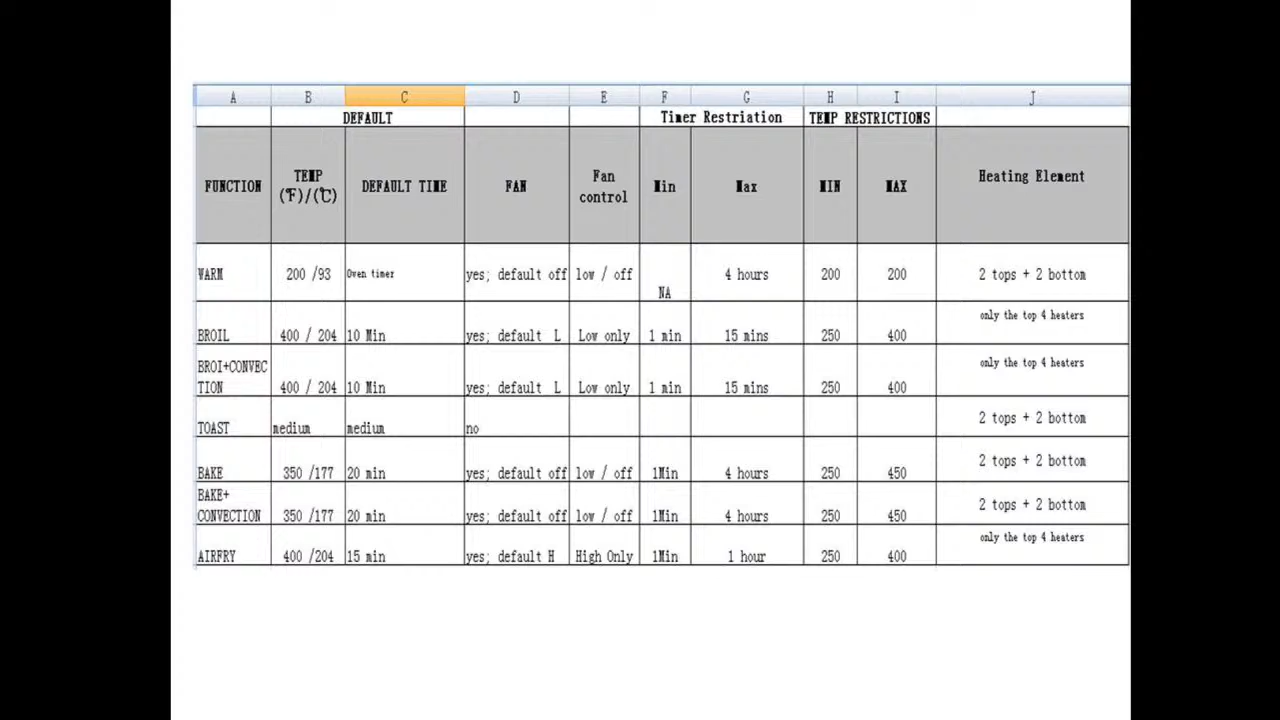 A B C D E F G H I J
DEFAULT Timer Restriation TEMP RESTRICTIONS
FUNCTION TEMP (℉)/(℃) DEFAULT TIME FAN Fan control Min Max MIN MAX Heating Element
WARM 200 /93 Oven timer yes; default off low / off NA 4 hours 200 200 2 tops + 2 bottom
BROIL 400 / 204 10 Min yes; default L Low only 1 min 15 mins 250 400 only the top 4 heaters
BROI+CONVECTION 400 / 204 10 Min yes; default L Low only 1 min 15 mins 250 400 only the top 4 heaters
TOAST medium medium no 2 tops + 2 bottom
BAKE 350 /177 20 min yes; default off low / off 1Min 4 hours 250 450 2 tops + 2 bottom
BAKE+ CONVECTION 350 /177 20 min yes; default off low / off 1Min 4 hours 250 450 2 tops + 2 bottom
AIRFRY 400 /204 15 min yes; default H High Only 1Min 1 hour 250 400 only the top 4 heaters